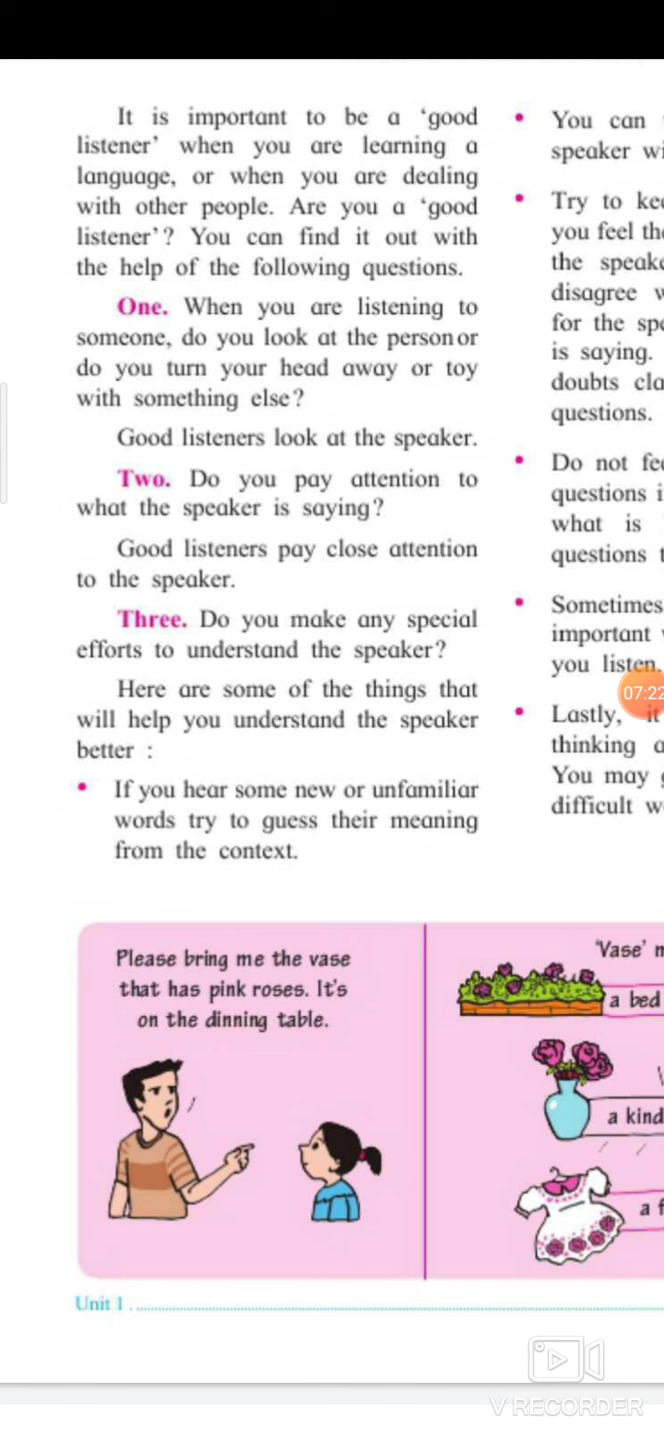 It is important to be a ‘good
listener’ when you are learning a
language, or when you are dealing
with other people. Are you a ‘good
listener’? You can find it out with
the help of the following questions.
One. When you are listening to
someone, do you look at the person or
do you turn your head away or toy
with something else?
Good listeners look at the speaker.
Two. Do you pay attention to
what the speaker is saying?
Good listeners pay close attention
to the speaker.
Three. Do you make any special
efforts to understand the speaker?
Here are some of the things that
will help you understand the speaker
better :
• If you hear some new or unfamiliar
words try to guess their meaning
from the context.
• You can
speaker
• Try to
you feel
the
disagree
for the
is saying.
doubts
questions.
• Do not
questions
what is
questions
• Sometimes
important
you listen.
07:22
• Lastly, it
thinking
You may
difficult
Please bring me the vase
that has pink roses. It's
on the dinning table.
'Vase'
a bed
a kind
a
Unit 1
V RECORDER